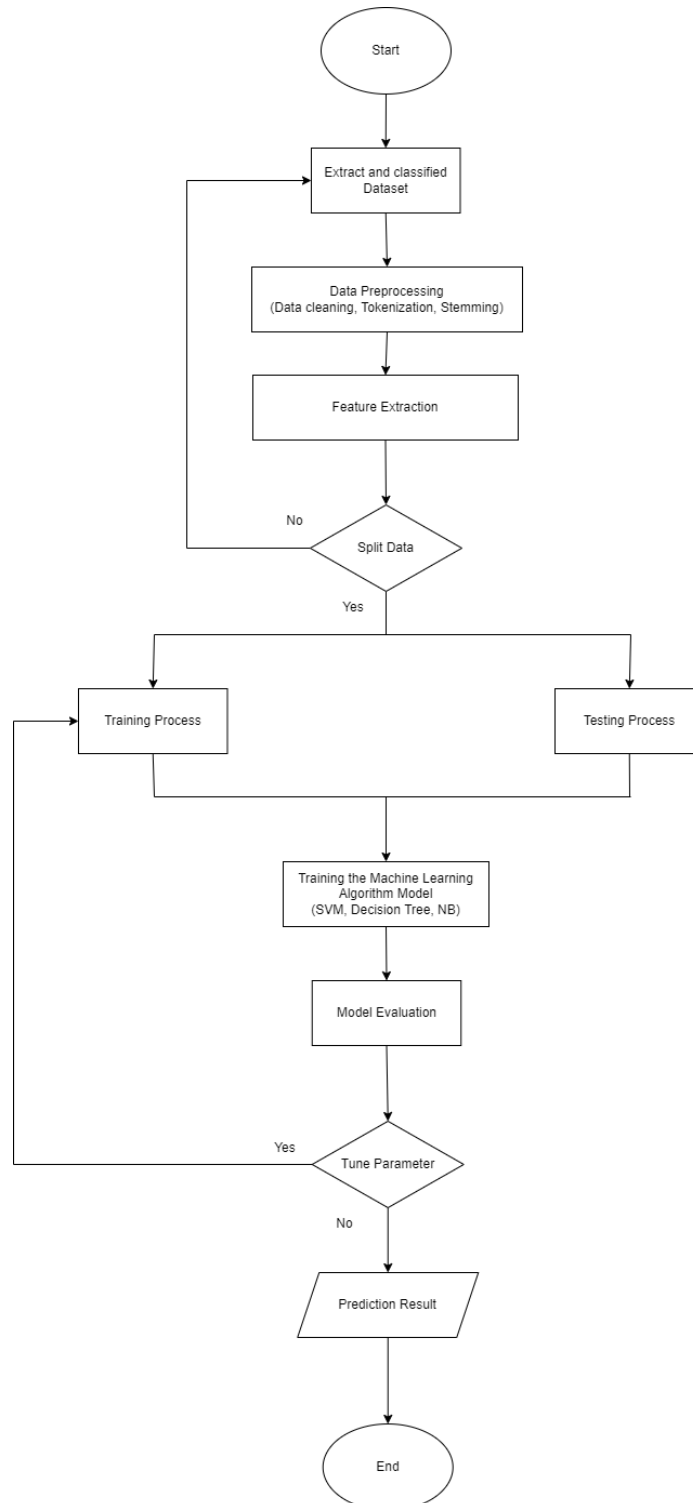 Start
Extract and classified
Dataset
Data Preprocessing
(Data cleaning, Tokenization, Stemming)
Feature Extraction
No
Split Data
Yes
Training Process
Testing Process
Training the Machine Learning
Algorithm Model
(SVM, Decision Tree, NB)
Model Evaluation
Yes
Tune Parameter
No
Prediction Result
End